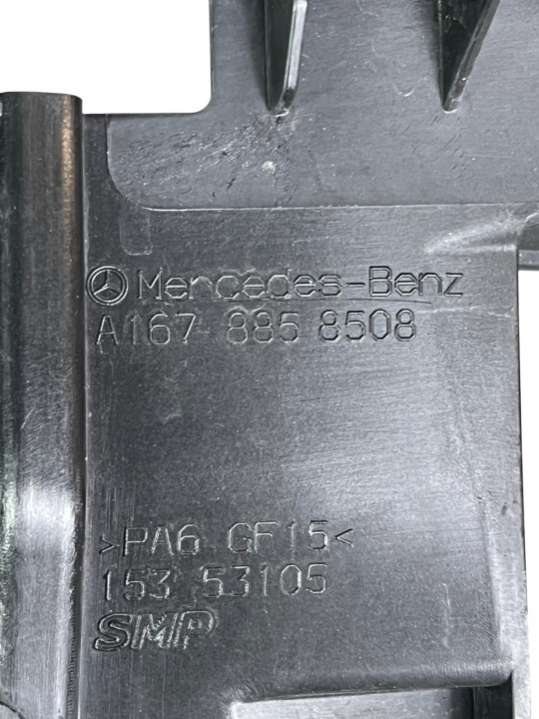 Mercedes-Benz
A167 885 8508
>PA6 GF15<
153 53105
SMP